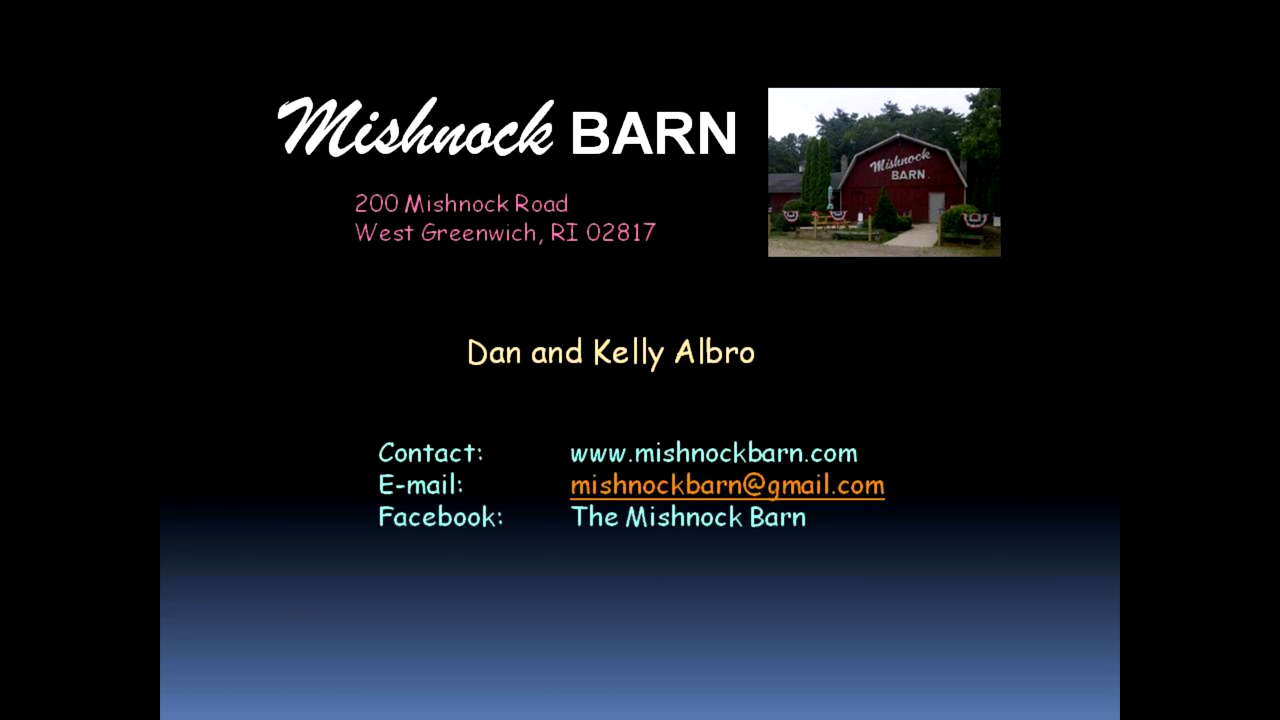 Mishnock BARN
Mishnock
BARN
200 Mishnock Road
West Greenwich, RI 02817
Dan and Kelly Albro
Contact: www.mishnockbarn.com
E-mail: mishnockbarn@gmail.com
Facebook: The Mishnock Barn